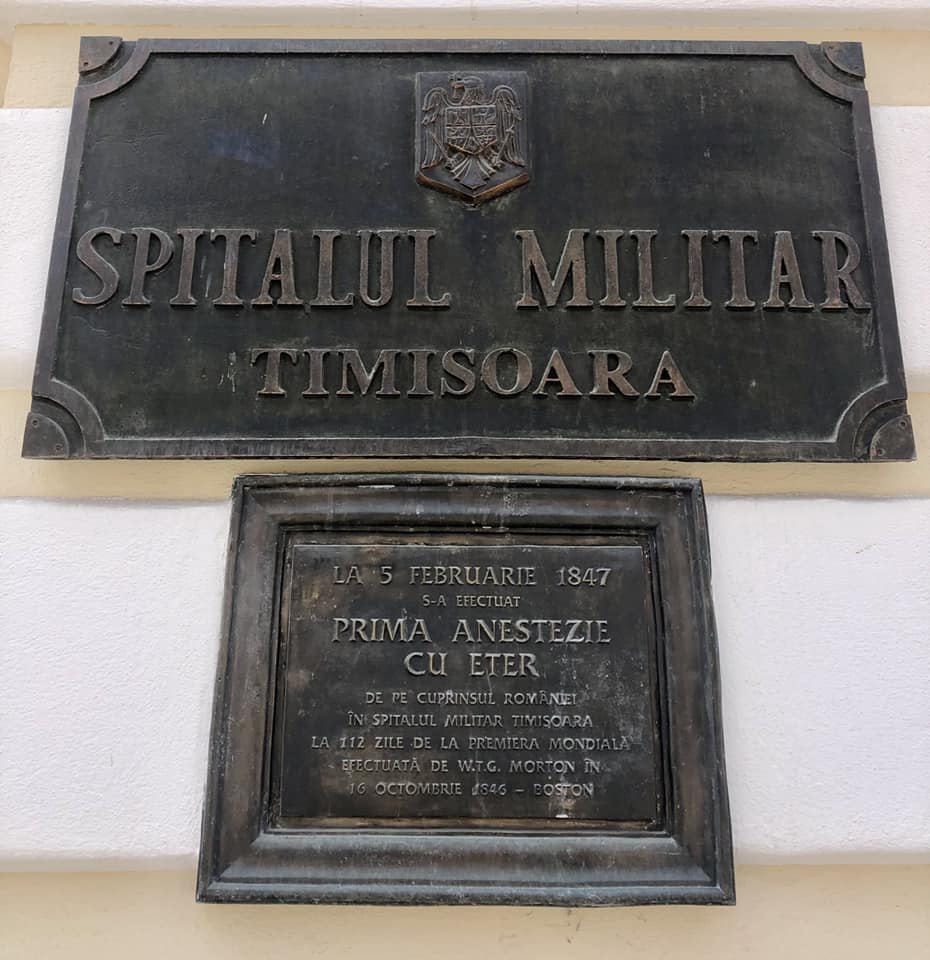 SPITALUL MILITAR
TIMISOARA
LA 5 FEBRUARIE 1847
S-A EFECTUAT
PRIMA ANESTEZIE
CU ETER
DE PE CUPRINSUL ROMÂNIEI
ÎN SPITALUL MILITAR TIMIȘOARA
LA 112 ZILE DE LA PREMIERA MONDIALĂ
EFECTUATĂ DE W.T.G. MORTON ÎN
16 OCTOMBRIE 1846 – BOSTON